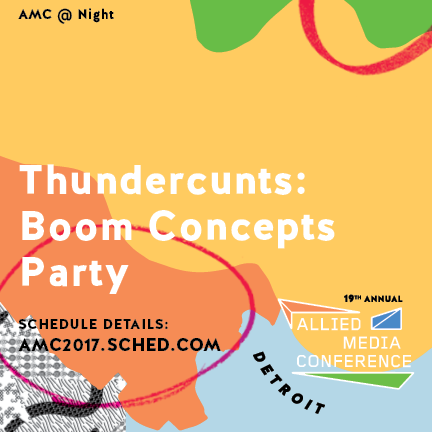 AMC @ Night
Thundercunts:
Boom Concepts
Party
SCHEDULE DETAILS:
AMC2017.SCHED.COM
19TH ANNUAL
ALLIED
MEDIA
CONFERENCE
DETROIT